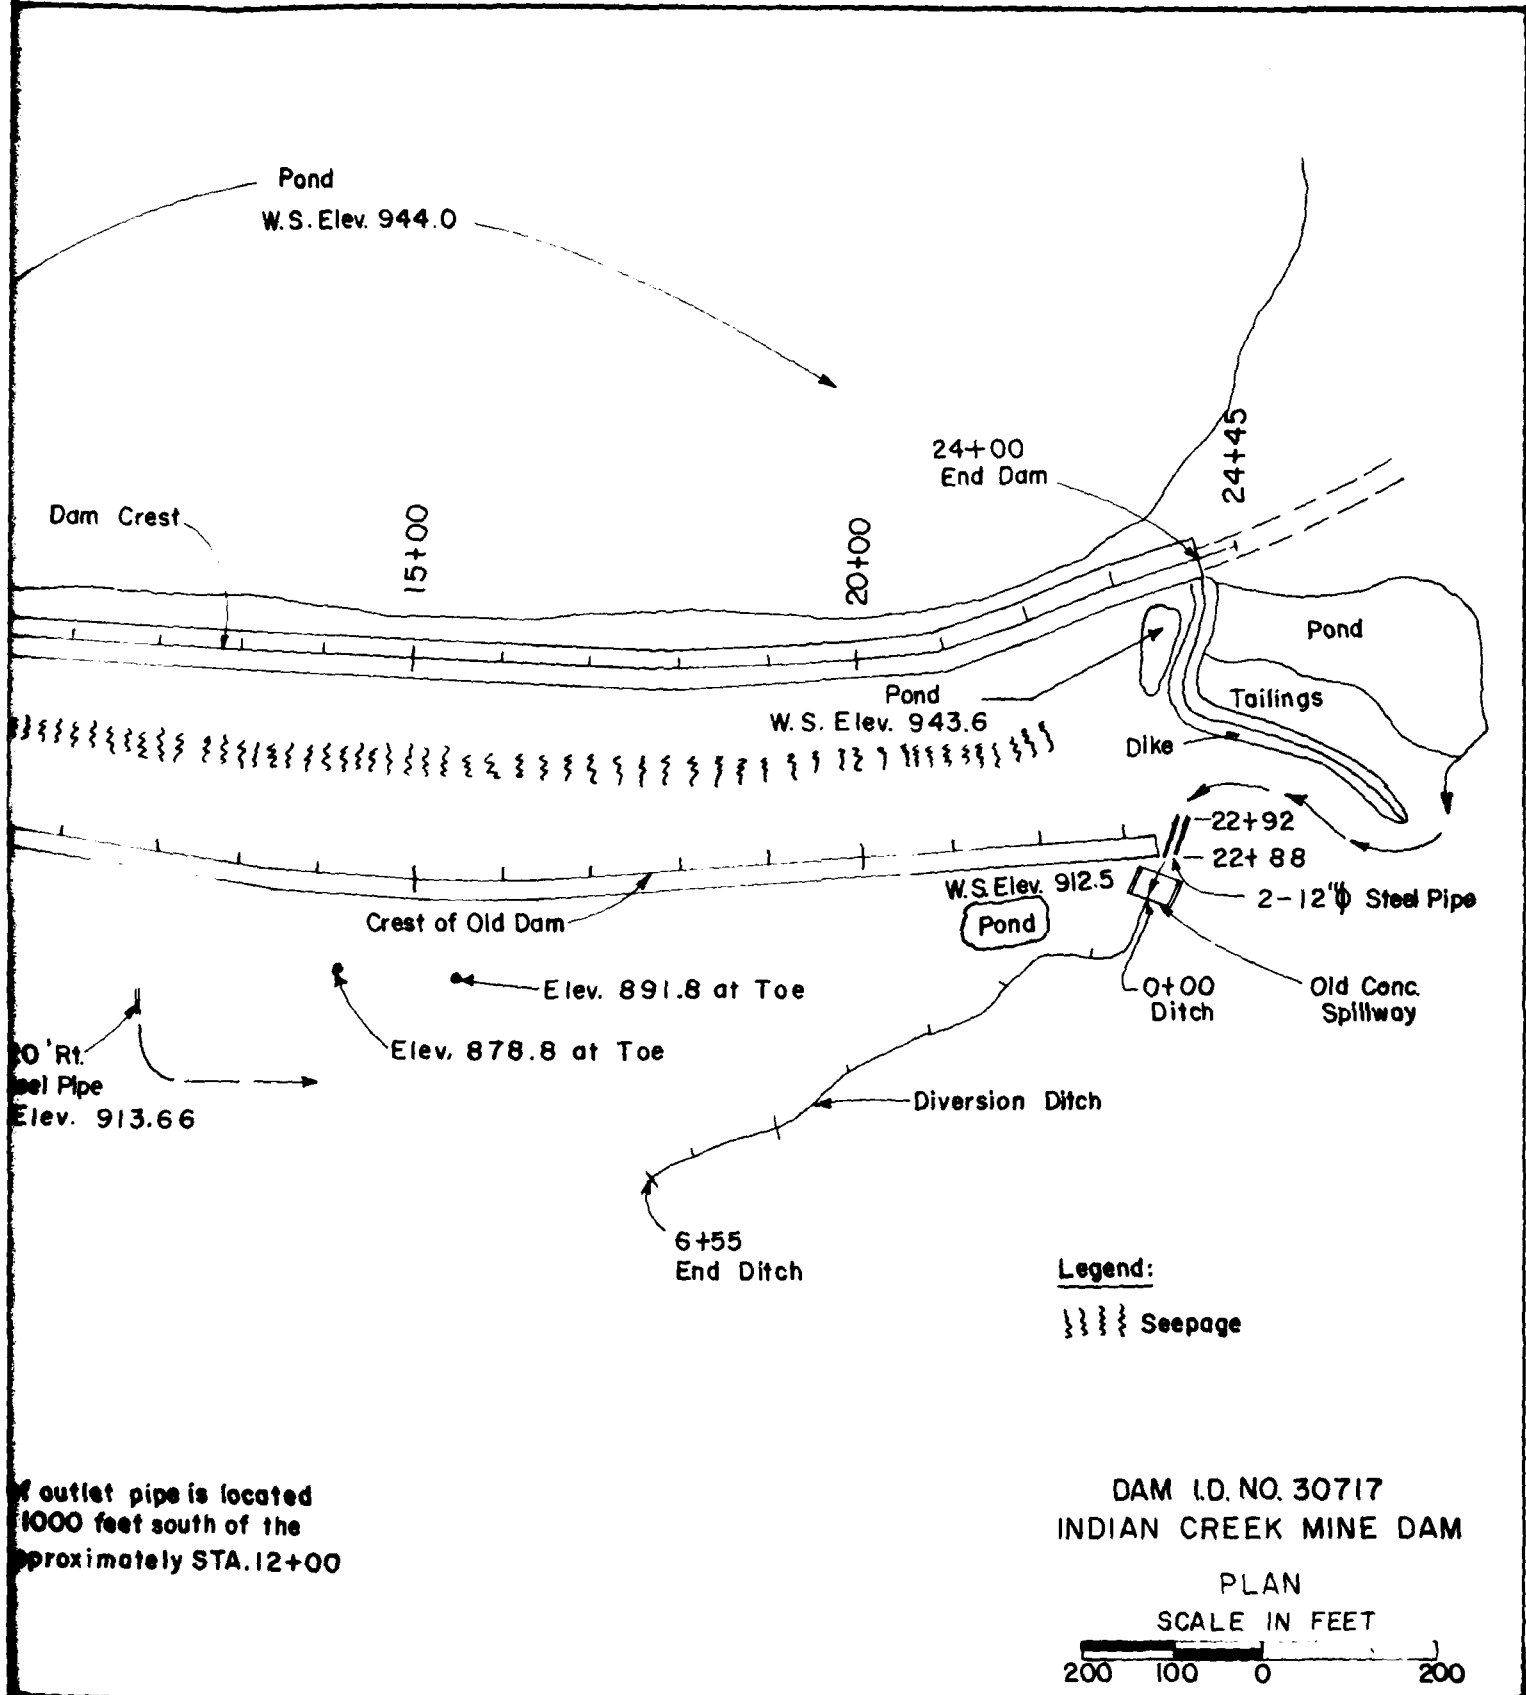 Pond
W.S. Elev. 944.0
24+00
End Dam
24+45
Dam Crest
15+00
20+00
Pond
Pond
W.S. Elev. 943.6
Tailings
Dike
22+92
22+88
W.S. Elev. 912.5
2-12"ϕ Steel Pipe
Crest of Old Dam
Pond
Elev. 891.8 at Toe
0+00
Ditch
Old Conc.
Spillway
Elev. 878.8 at Toe
0'Rt.
Pipe
Elev. 913.66
Diversion Ditch
6+55
End Ditch
Legend:
Seepage
outlet pipe is located
1000 feet south of the
proximately STA. 12+00
DAM I.D. NO. 30717
INDIAN CREEK MINE DAM
PLAN
SCALE IN FEET
200 100 0 200